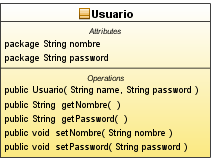 Usuario
Attributes
package String nombre
package String password
Operations
public Usuario( String name, String password )
public String getNombre( )
public String getPassword( )
public void setNombre( String nombre )
public void setPassword( String password )